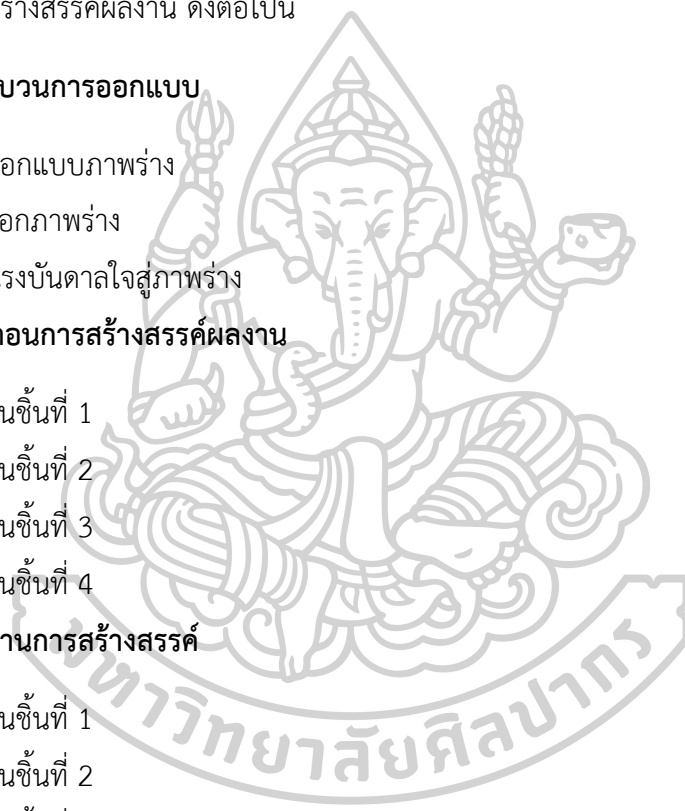 ร้างสรรค์ผลงาน ดังต่อไปนี้
บวนการออกแบบ
อกแบบภาพร่าง
อกภาพร่าง
รงบันดาลใจสู่ภาพร่าง
ตอนการสร้างสรรค์ผลงาน
นชิ้นที่ 1
นชิ้นที่ 2
นชิ้นที่ 3
นชิ้นที่ 4
านการสร้างสรรค์
นชิ้นที่ 1
นชิ้นที่ 2
มหาวิทยาลัยศิลปากร